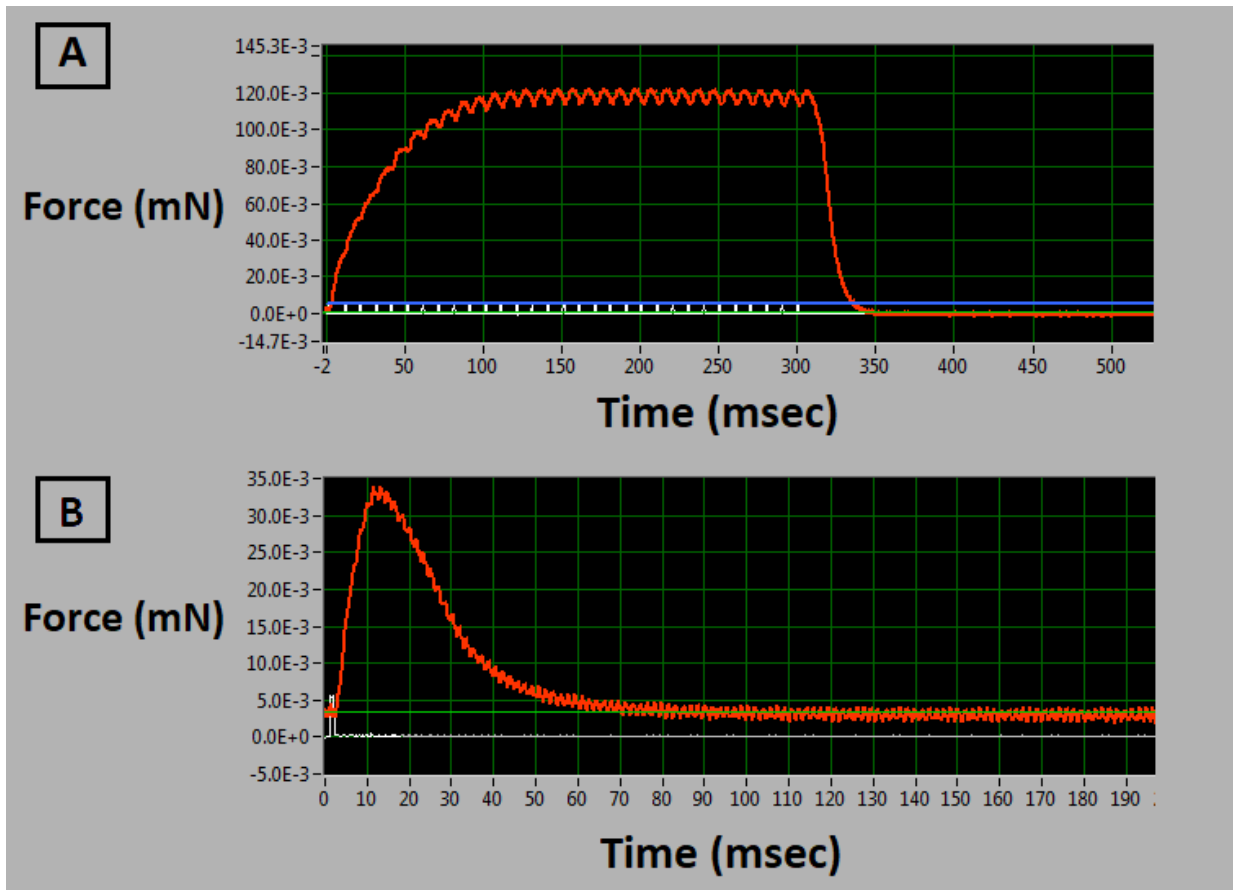 A
145.3E-3
120.0E-3
100.0E-3
80.0E-3
Force (mN)
60.0E-3
40.0E-3
20.0E-3
0.0E+0
-14.7E-3
-2 50 100 150 200 250 300 350 400 450 500
Time (msec)
B
35.0E-3
30.0E-3
25.0E-3
20.0E-3
Force (mN)
15.0E-3
10.0E-3
5.0E-3
0.0E+0
-5.0E-3
0 10 20 30 40 50 60 70 80 90 100 110 120 130 140 150 160 170 180 190
Time (msec)